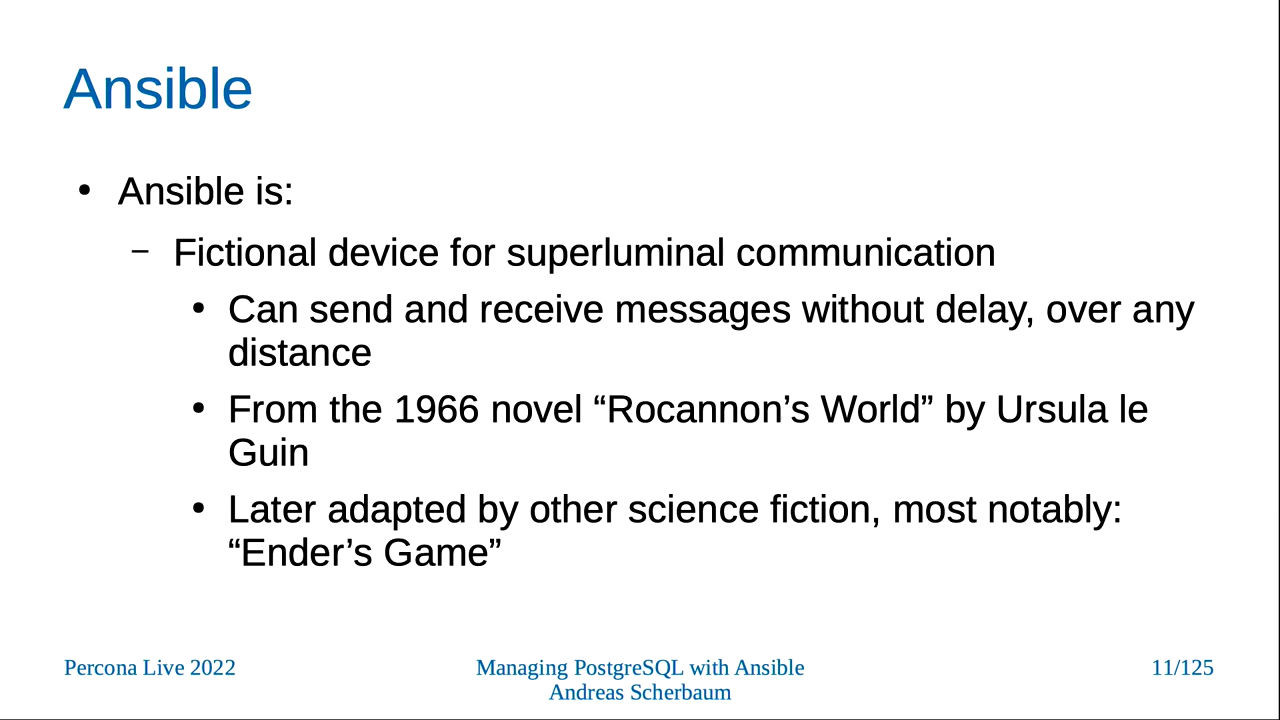 Ansible
• Ansible is:
– Fictional device for superluminal communication
• Can send and receive messages without delay, over any
distance
• From the 1966 novel “Rocannon’s World” by Ursula le
Guin
• Later adapted by other science fiction, most notably:
“Ender’s Game”
Percona Live 2022
Managing PostgreSQL with Ansible
Andreas Scherbaum
11/125